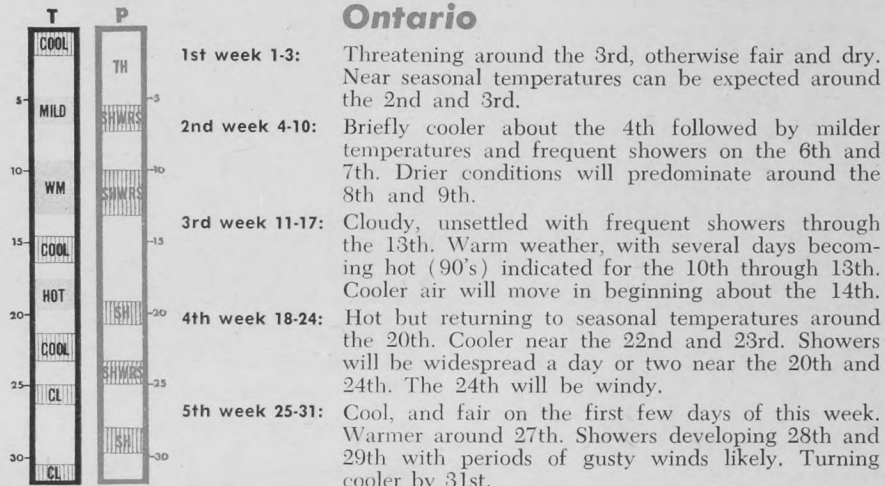 T P
Ontario
COOL
TH
5- MILD -5
SHWRS
10- -10
WM
SHWRS
15- -15
COOL
HOT
20- SH -20
COOL
SHWRS
25- -25
CL
SH
30- -30
CL
1st week 1-3: Threatening around the 3rd, otherwise fair and dry.
Near seasonal temperatures can be expected around
the 2nd and 3rd.
2nd week 4-10: Briefly cooler about the 4th followed by milder
temperatures and frequent showers on the 6th and
7th. Drier conditions will predominate around the
8th and 9th.
3rd week 11-17: Cloudy, unsettled with frequent showers through
the 13th. Warm weather, with several days becom-
ing hot (90's) indicated for the 10th through 13th.
Cooler air will move in beginning about the 14th.
4th week 18-24: Hot but returning to seasonal temperatures around
the 20th. Cooler near the 22nd and 23rd. Showers
will be widespread a day or two near the 20th and
24th. The 24th will be windy.
5th week 25-31: Cool, and fair on the first few days of this week.
Warmer around 27th. Showers developing 28th and
29th with periods of gusty winds likely. Turning
cooler by 31st.